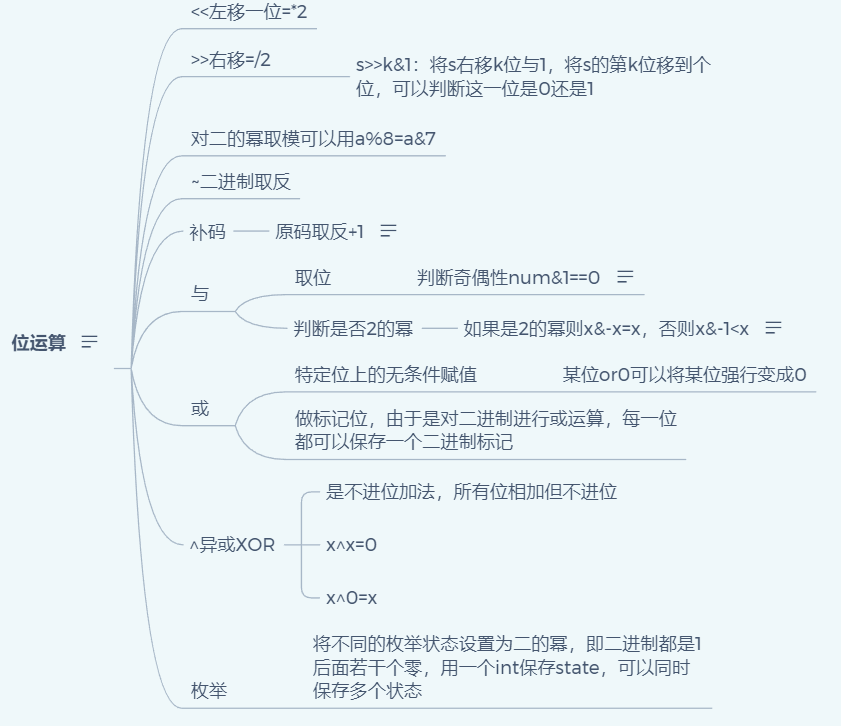 <<左移一位=*2
>>右移=/2
s>>k&1：将s右移k位与1，将s的第k位移到个
位，可以判断这一位是0还是1
对二的幂取模可以用a%8=a&7
~二进制取反
补码
原码取反+1
与
取位
判断奇偶性num&1==0
判断是否2的幂
如果是2的幂则x&-x=x，否则x&-1<x
位运算
或
特定位上的无条件赋值
某位or0可以将某位强行变成0
做标记位，由于是对二进制进行或运算，每一位
都可以保存一个二进制标记
^异或XOR
是不进位加法，所有位相加但不进位
x^x=0
x^0=x
枚举
将不同的枚举状态设置为二的幂，即二进制都是1
后面若干个零，用一个int保存state，可以同时
保存多个状态